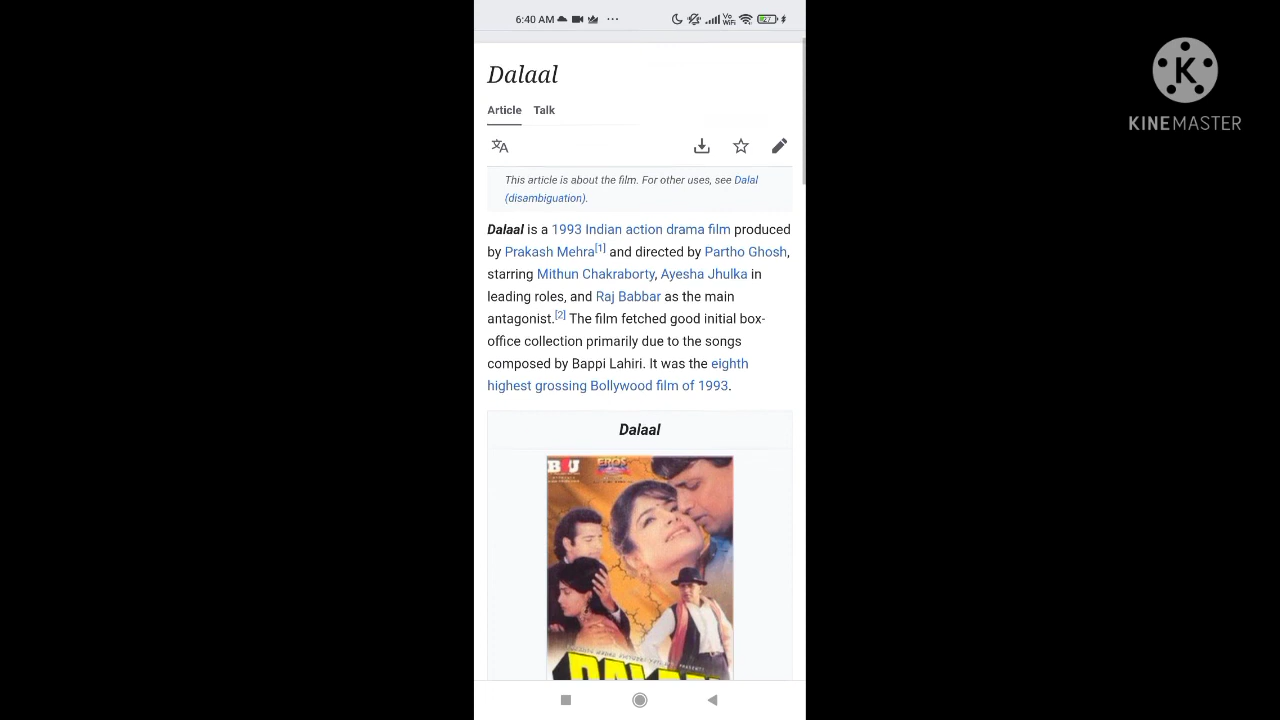 6:40 AM
Vo
WiFi
27
Dalaal
Article Talk
This article is about the film. For other uses, see Dalal
(disambiguation).
Dalaal is a 1993 Indian action drama film produced
by Prakash Mehra[1] and directed by Partho Ghosh,
starring Mithun Chakraborty, Ayesha Jhulka in
leading roles, and Raj Babbar as the main
antagonist.[2] The film fetched good initial box-
office collection primarily due to the songs
composed by Bappi Lahiri. It was the eighth
highest grossing Bollywood film of 1993.
Dalaal
EROS
DALAAL
K
KINEMASTER